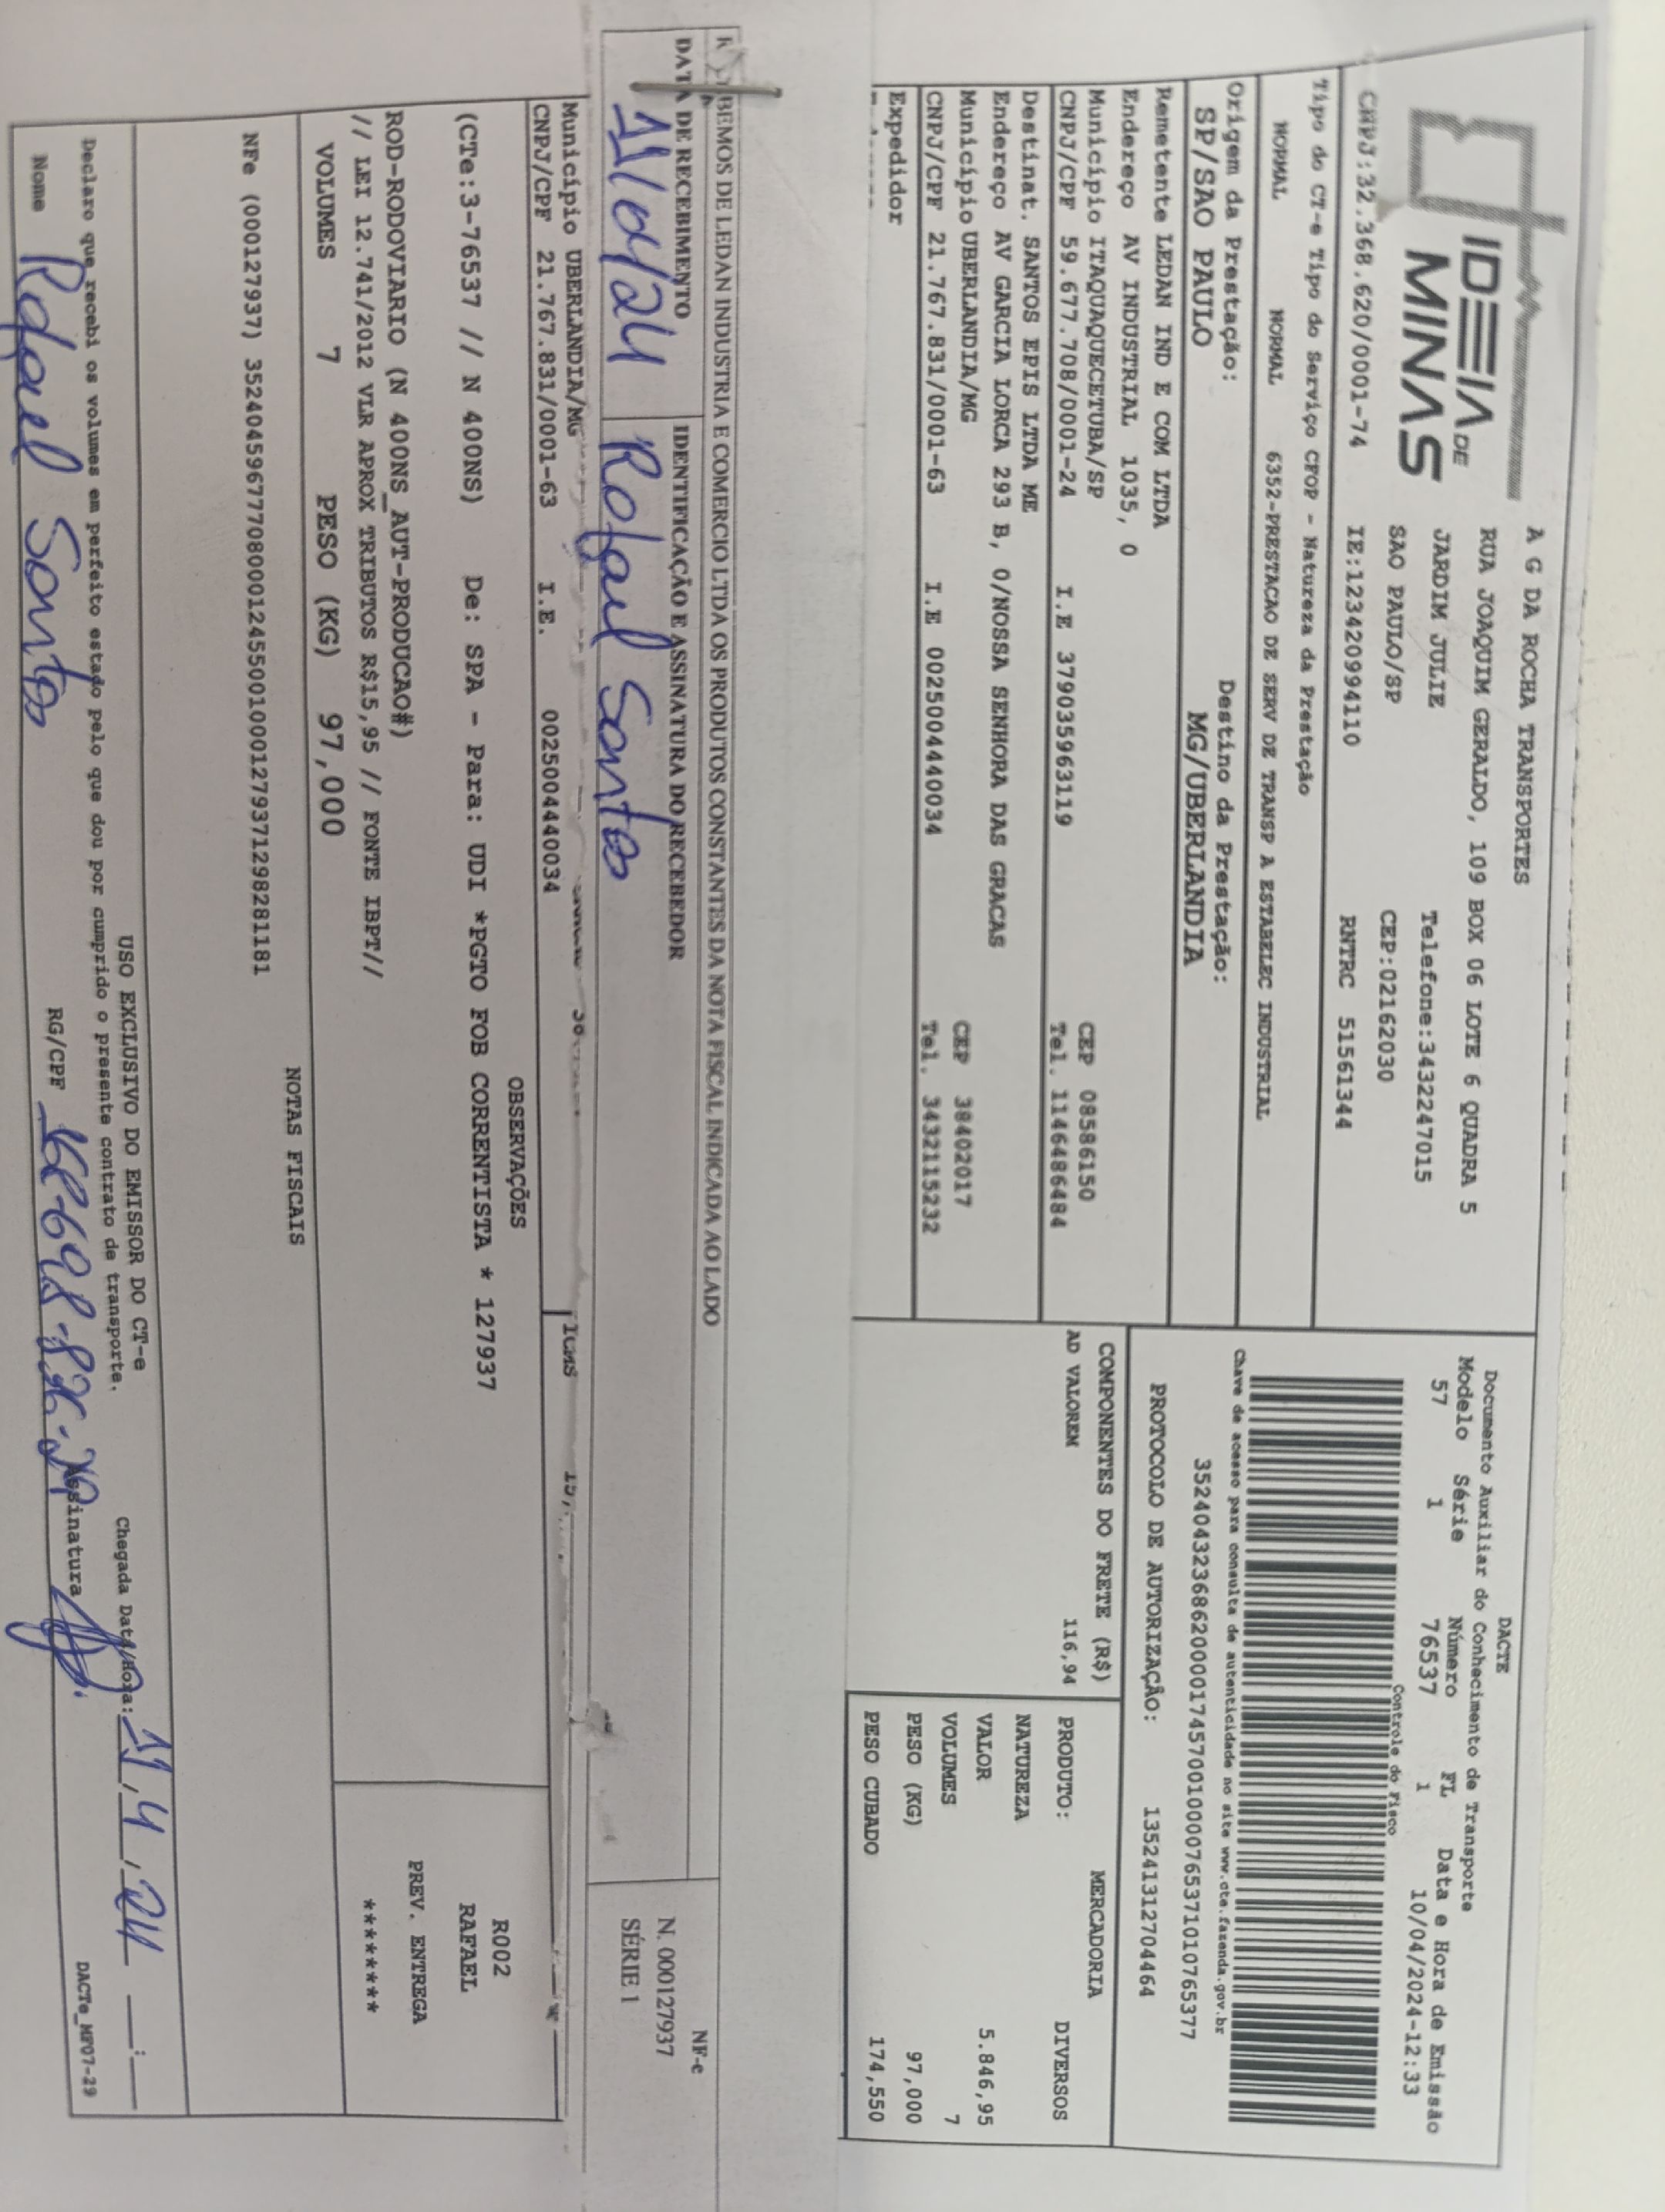 IDEIA DE
MINAS
A G DA ROCHA TRANSPORTES
RUA JOAQUIM GERALDO, 109 BOX 06 LOTE 6 QUADRA 5
JARDIM JULIE Telefone:3432247015
SAO PAULO/SP CEP:02162030
CNPJ:32.368.620/0001-74 IE:123420994110 RNTRC 51561344
Tipo do CT-e Tipo do Serviço CFOP - Natureza da Prestação
NORMAL NORMAL 6352-PRESTACAO DE SERV DE TRANSP A ESTABELEC INDUSTRIAL
Origem da Prestação: Destino da Prestação:
SP/SAO PAULO MG/UBERLANDIA
Remetente LEDAN IND E COM LTDA
Endereço AV INDUSTRIAL 1035, 0
Município ITAQUAQUECETUBA/SP CEP 08586150
CNPJ/CPF 59.677.708/0001-24 I.E 379035963119 Tel. 1146486484
Destinat. SANTOS EPIS LTDA ME
Endereço AV GARCIA LORCA 293 B, 0/NOSSA SENHORA DAS GRACAS
Município UBERLANDIA/MG CEP 38402017
CNPJ/CPF 21.767.831/0001-63 I.E 0025004440034 Tel. 3432115232
Expedidor
DACTE
Documento Auxiliar do Conhecimento de Transporte
Modelo Série Número FL Data e Hora de Emissão
57 1 76537 1 10/04/2024-12:33
Controle do Fisco
Chave de acesso para consulta de autenticidade no site www.cte.fazenda.gov.br
35240432368620000174570010000765371010765377
PROTOCOLO DE AUTORIZAÇÃO: 135241312704464
COMPONENTES DO FRETE (R$)
AD VALOREM 116,94
MERCADORIA
PRODUTO: DIVERSOS
NATUREZA
VALOR 5.846,95
VOLUMES 7
PESO (KG) 97,000
PESO CUBADO 174,550
BEMOS DE LEDAN INDUSTRIA E COMERCIO LTDA OS PRODUTOS CONSTANTES DA NOTA FISCAL INDICADA AO LADO
DATA DE RECEBIMENTO IDENTIFICAÇÃO E ASSINATURA DO RECEBEDOR
11/04/24 Rafael Santos
NF-e
N. 000127937
SÉRIE 1
Município UBERLANDIA/MG
CNPJ/CPF 21.767.831/0001-63 I.E. 0025004440034
ICMS 15,
OBSERVAÇÕES
(CTe:3-76537 // N 400NS) De: SPA - Para: UDI *PGTO FOB CORRENTISTA * 127937
ROD-RODOVIARIO (N 400NS_AUT-PRODUCAO#)
// LEI 12.741/2012 VLR APROX TRIBUTOS R$15,95 // FONTE IBPT//
R002
RAFAEL
PREV. ENTREGA
********
VOLUMES 7 PESO (KG) 97,000
NOTAS FISCAIS
NFe (000127937) 35240459677708000124550010001279371298281181
USO EXCLUSIVO DO EMISSOR DO CT-e
Declaro que recebi os volumes em perfeito estado pelo que dou por cumprido o presente contrato de transporte.
Chegada Data/Hora: 11/4/24 __:__
Nome Rafael Santos RG/CPF Assinatura
DACTe_MF07-29